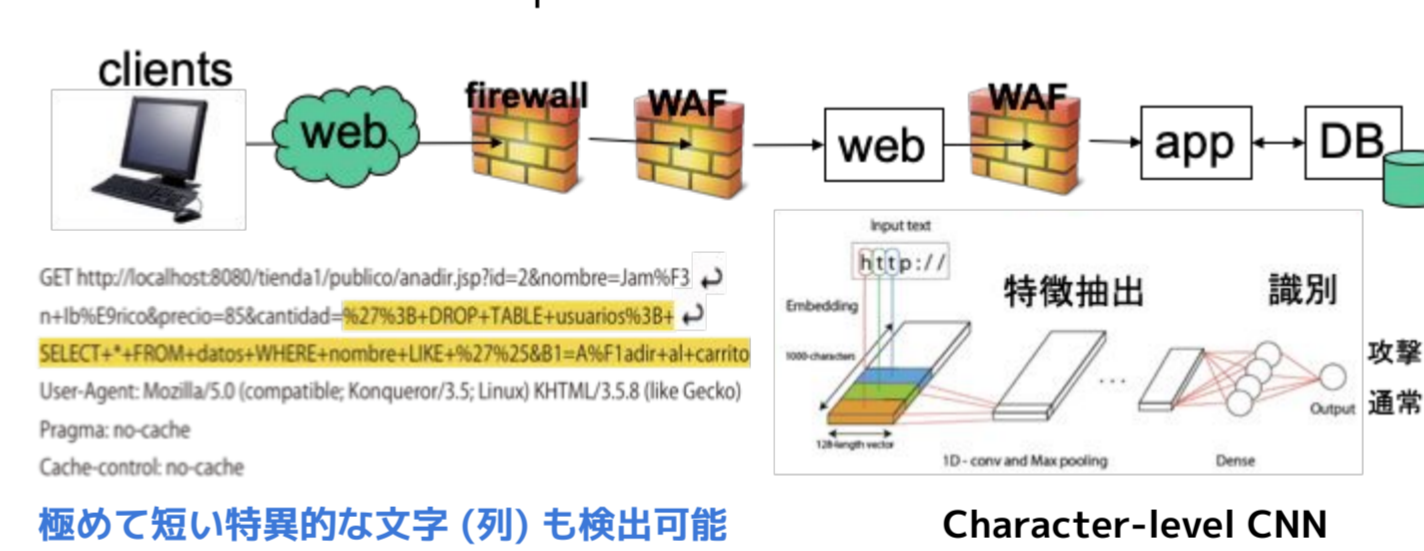 clients
web
firewall
WAF
web
WAF
app
DB
GET http://localhost:8080/tienda1/publico/anadir.jsp?id=2&nombre=Jam%F3
n+Ib%E9rico&precio=85&cantidad=%27%3B+DROP+TABLE+usuarios%3B+
SELECT+*+FROM+datos+WHERE+nombre+LIKE+%27%25&B1=A%F1adir+al+carrito
User-Agent: Mozilla/5.0 (compatible; Konqueror/3.5; Linux) KHTML/3.5.8 (like Gecko)
Pragma: no-cache
Cache-control: no-cache
極めて短い特異的な文字 (列) も検出可能
Input text
http://
Embedding
特徴抽出
識別
1000-characters
128-length vector
...
1D - conv and Max pooling
Dense
Output
攻撃
通常
Character-level CNN